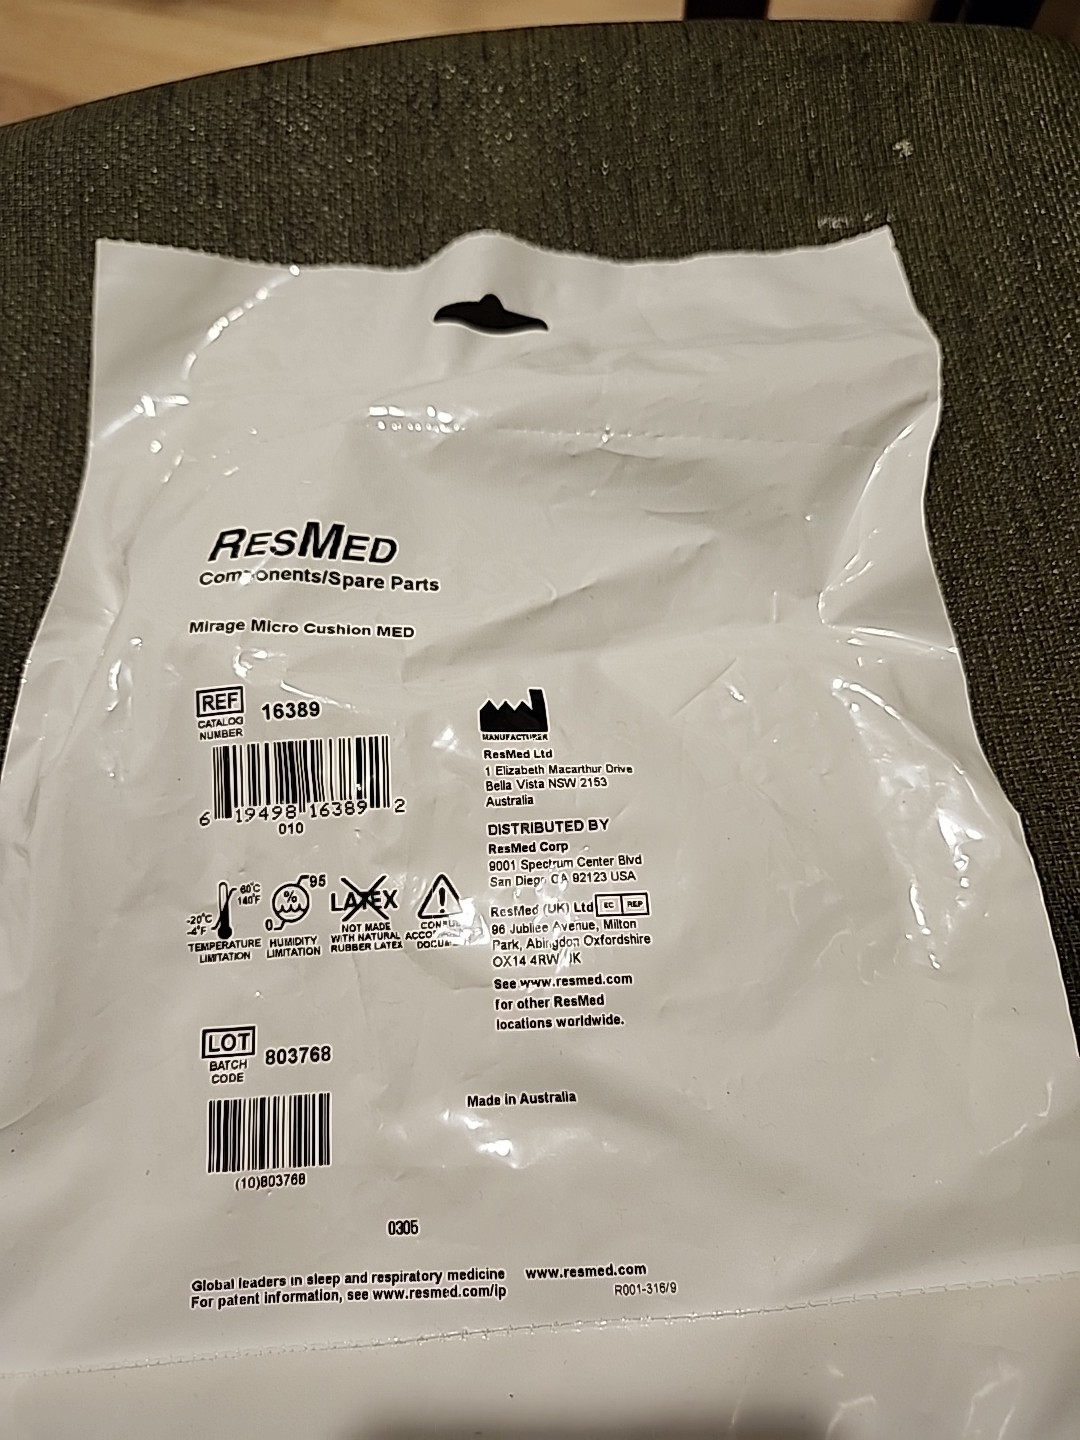 RESMED
Components/Spare Parts
Mirage Micro Cushion MED
REF 16389
CATALOG
NUMBER
6 19498 16389 2
010
MANUFACTURER
ResMed Ltd
1 Elizabeth Macarthur Drive
Bella Vista NSW 2153
Australia
DISTRIBUTED BY
ResMed Corp
9001 Spectrum Center Blvd
San Diego CA 92123 USA
ResMed (UK) Ltd EC REP
96 Jubilee Avenue, Milton
Park, Abingdon Oxfordshire
OX14 4RW UK
See www.resmed.com
for other ResMed
locations worldwide.
60°C
140°F
-20°C
-4°F
TEMPERATURE
LIMITATION
95
%
0
HUMIDITY
LIMITATION
LATEX
NOT MADE
WITH NATURAL
RUBBER LATEX
!
LOT 803768
BATCH
CODE
(10)803768
Made in Australia
0305
Global leaders in sleep and respiratory medicine www.resmed.com
For patent information, see www.resmed.com/ip
R001-316/9